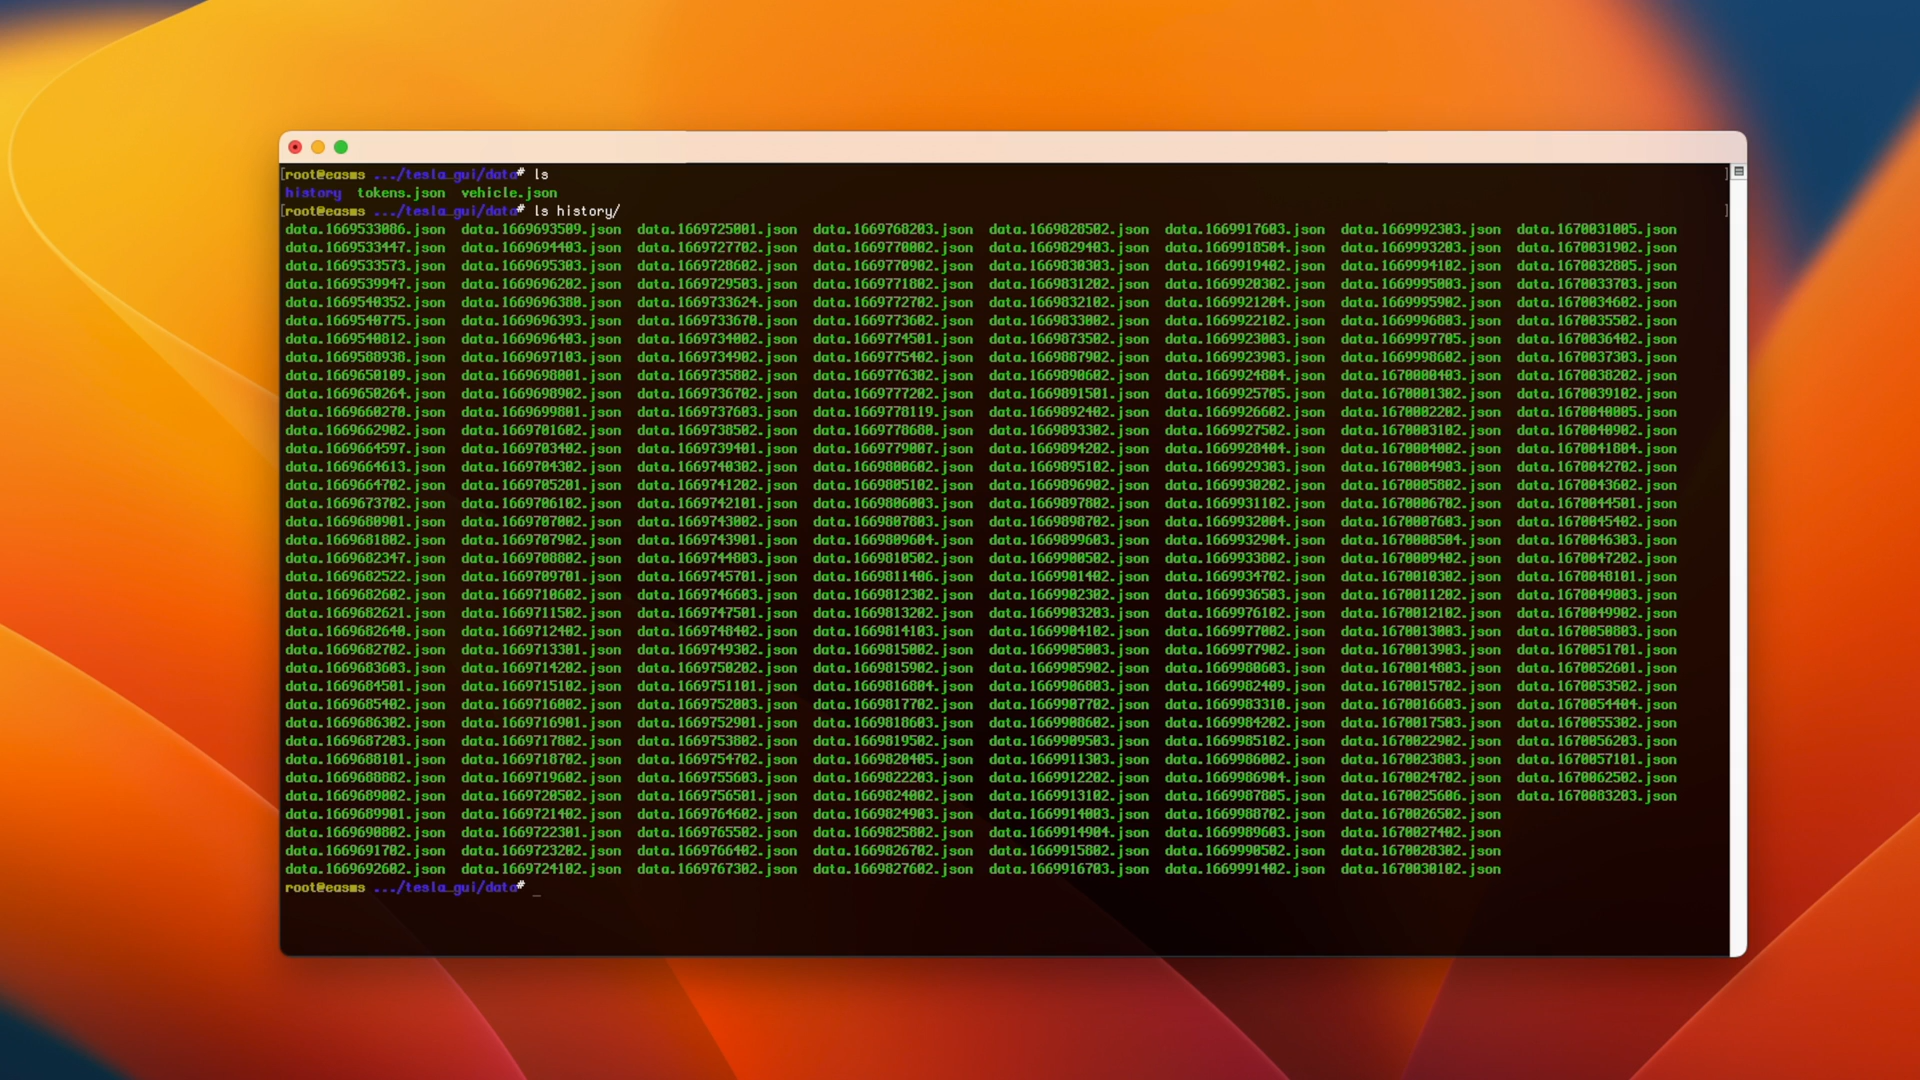 [root@easms .../tesla_gui/data# ls ]
history  tokens.json  vehicle.json
[root@easms .../tesla_gui/data# ls history/ ]
data.1669533086.json  data.1669693509.json  data.1669725001.json  data.1669768203.json  data.1669828502.json  data.1669917603.json  data.1669992303.json  data.1670031005.json
data.1669533447.json  data.1669694403.json  data.1669727702.json  data.1669770002.json  data.1669829403.json  data.1669918504.json  data.1669993203.json  data.1670031902.json
data.1669533573.json  data.1669695303.json  data.1669728602.json  data.1669770902.json  data.1669830303.json  data.1669919402.json  data.1669994102.json  data.1670032805.json
data.1669539947.json  data.1669696202.json  data.1669729503.json  data.1669771802.json  data.1669831202.json  data.1669920302.json  data.1669995003.json  data.1670033703.json
data.1669540352.json  data.1669696380.json  data.1669733624.json  data.1669772702.json  data.1669832102.json  data.1669921204.json  data.1669995902.json  data.1670034602.json
data.1669540775.json  data.1669696393.json  data.1669733670.json  data.1669773602.json  data.1669833002.json  data.1669922102.json  data.1669996803.json  data.1670035502.json
data.1669540812.json  data.1669696403.json  data.1669734002.json  data.1669774501.json  data.1669873502.json  data.1669923003.json  data.1669997705.json  data.1670036402.json
data.1669588938.json  data.1669697103.json  data.1669734902.json  data.1669775402.json  data.1669887902.json  data.1669923903.json  data.1669998602.json  data.1670037303.json
data.1669650109.json  data.1669698001.json  data.1669735802.json  data.1669776302.json  data.1669890602.json  data.1669924804.json  data.1670000403.json  data.1670038202.json
data.1669650264.json  data.1669698902.json  data.1669736702.json  data.1669777202.json  data.1669891501.json  data.1669925705.json  data.1670001302.json  data.1670039102.json
data.1669660270.json  data.1669699801.json  data.1669737603.json  data.1669778119.json  data.1669892402.json  data.1669926602.json  data.1670002202.json  data.1670040005.json
data.1669662902.json  data.1669701602.json  data.1669738502.json  data.1669778680.json  data.1669893302.json  data.1669927502.json  data.1670003102.json  data.1670040902.json
data.1669664597.json  data.1669703402.json  data.1669739401.json  data.1669779007.json  data.1669894202.json  data.1669928404.json  data.1670004002.json  data.1670041804.json
data.1669664613.json  data.1669704302.json  data.1669740302.json  data.1669800602.json  data.1669895102.json  data.1669929303.json  data.1670004903.json  data.1670042702.json
data.1669664702.json  data.1669705201.json  data.1669741202.json  data.1669805102.json  data.1669896902.json  data.1669930202.json  data.1670005802.json  data.1670043602.json
data.1669673702.json  data.1669706102.json  data.1669742101.json  data.1669806003.json  data.1669897802.json  data.1669931102.json  data.1670006702.json  data.1670044501.json
data.1669680901.json  data.1669707002.json  data.1669743002.json  data.1669807803.json  data.1669898702.json  data.1669932004.json  data.1670007603.json  data.1670045402.json
data.1669681802.json  data.1669707902.json  data.1669743901.json  data.1669809604.json  data.1669899603.json  data.1669932904.json  data.1670008504.json  data.1670046303.json
data.1669682347.json  data.1669708802.json  data.1669744803.json  data.1669810502.json  data.1669900502.json  data.1669933802.json  data.1670009402.json  data.1670047202.json
data.1669682522.json  data.1669709701.json  data.1669745701.json  data.1669811406.json  data.1669901402.json  data.1669934702.json  data.1670010302.json  data.1670048101.json
data.1669682602.json  data.1669710602.json  data.1669746603.json  data.1669812302.json  data.1669902302.json  data.1669936503.json  data.1670011202.json  data.1670049003.json
data.1669682621.json  data.1669711502.json  data.1669747501.json  data.1669813202.json  data.1669903203.json  data.1669976102.json  data.1670012102.json  data.1670049902.json
data.1669682640.json  data.1669712402.json  data.1669748402.json  data.1669814103.json  data.1669904102.json  data.1669977002.json  data.1670013003.json  data.1670050803.json
data.1669682702.json  data.1669713301.json  data.1669749302.json  data.1669815002.json  data.1669905003.json  data.1669977902.json  data.1670013903.json  data.1670051701.json
data.1669683603.json  data.1669714202.json  data.1669750202.json  data.1669815902.json  data.1669905902.json  data.1669980603.json  data.1670014803.json  data.1670052601.json
data.1669684501.json  data.1669715102.json  data.1669751101.json  data.1669816804.json  data.1669906803.json  data.1669982409.json  data.1670015702.json  data.1670053502.json
data.1669685402.json  data.1669716002.json  data.1669752003.json  data.1669817702.json  data.1669907702.json  data.1669983310.json  data.1670016603.json  data.1670054404.json
data.1669686302.json  data.1669716901.json  data.1669752901.json  data.1669818603.json  data.1669908602.json  data.1669984202.json  data.1670017503.json  data.1670055302.json
data.1669687203.json  data.1669717802.json  data.1669753802.json  data.1669819502.json  data.1669909503.json  data.1669985102.json  data.1670022902.json  data.1670056203.json
data.1669688101.json  data.1669718702.json  data.1669754702.json  data.1669820405.json  data.1669911303.json  data.1669986002.json  data.1670023803.json  data.1670057101.json
data.1669688882.json  data.1669719602.json  data.1669755603.json  data.1669822203.json  data.1669912202.json  data.1669986904.json  data.1670024702.json  data.1670062502.json
data.1669689002.json  data.1669720502.json  data.1669756501.json  data.1669824002.json  data.1669913102.json  data.1669987805.json  data.1670025606.json  data.1670083203.json
data.1669689901.json  data.1669721402.json  data.1669764602.json  data.1669824903.json  data.1669914003.json  data.1669988702.json  data.1670026502.json
data.1669690802.json  data.1669722301.json  data.1669765502.json  data.1669825802.json  data.1669914904.json  data.1669989603.json  data.1670027402.json
data.1669691702.json  data.1669723202.json  data.1669766402.json  data.1669826702.json  data.1669915802.json  data.1669990502.json  data.1670028302.json
data.1669692602.json  data.1669724102.json  data.1669767302.json  data.1669827602.json  data.1669916703.json  data.1669991402.json  data.1670030102.json
root@easms .../tesla_gui/data# _